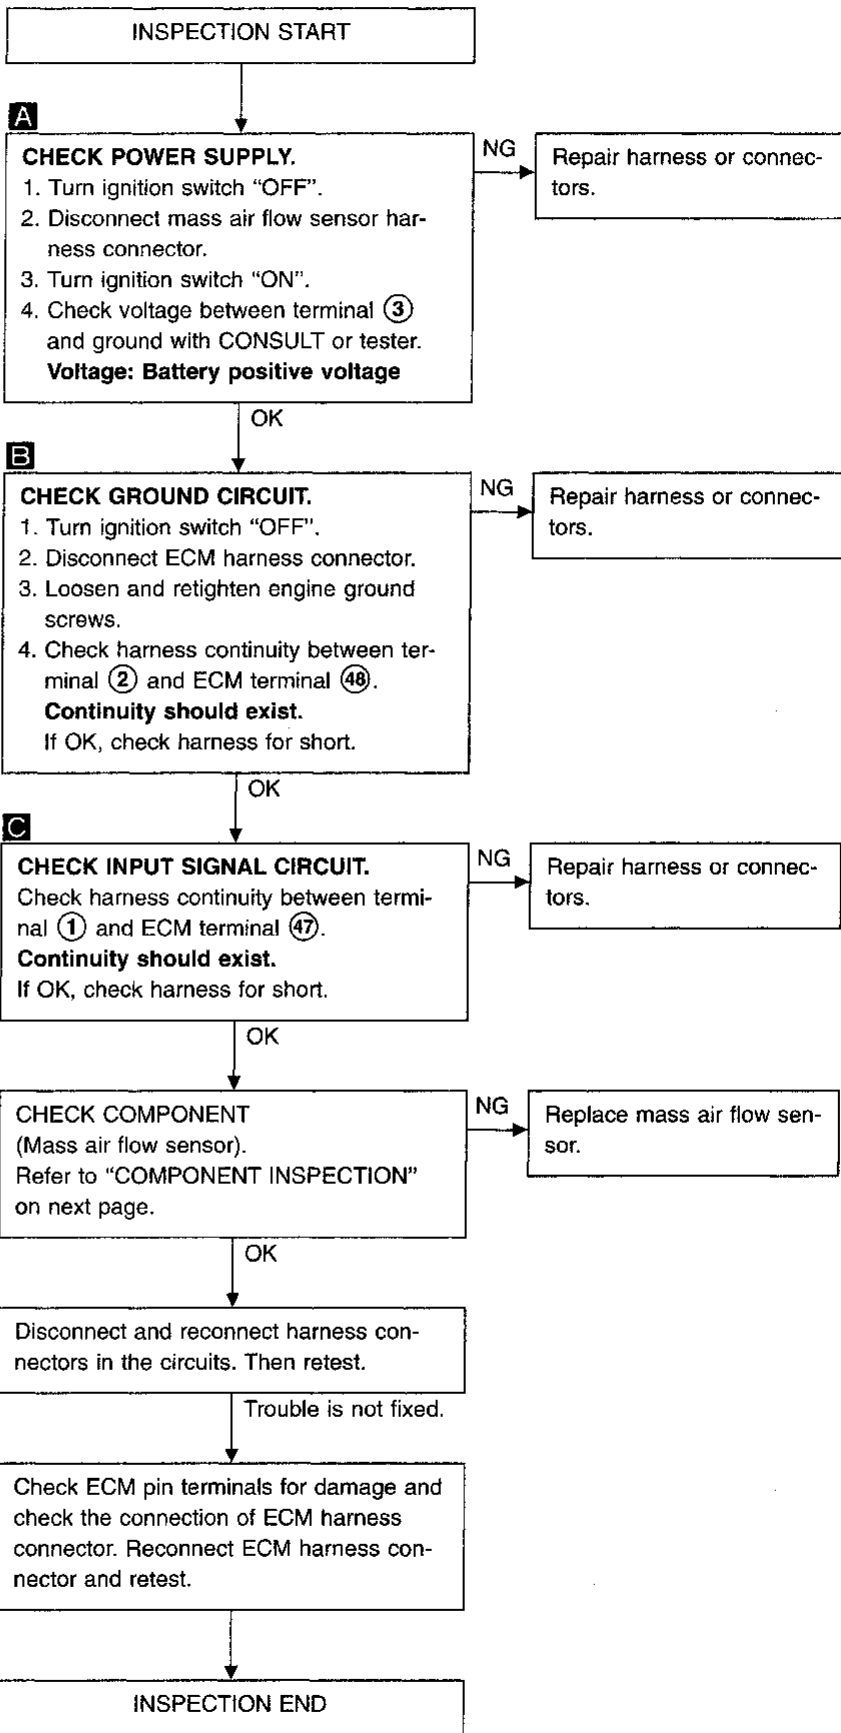 INSPECTION START
A
CHECK POWER SUPPLY.
1. Turn ignition switch “OFF”.
2. Disconnect mass air flow sensor har-
ness connector.
3. Turn ignition switch “ON”.
4. Check voltage between terminal ③
and ground with CONSULT or tester.
Voltage: Battery positive voltage
NG
Repair harness or connec-
tors.
OK
B
CHECK GROUND CIRCUIT.
1. Turn ignition switch “OFF”.
2. Disconnect ECM harness connector.
3. Loosen and retighten engine ground
screws.
4. Check harness continuity between ter-
minal ② and ECM terminal ㊽.
Continuity should exist.
If OK, check harness for short.
NG
Repair harness or connec-
tors.
OK
C
CHECK INPUT SIGNAL CIRCUIT.
Check harness continuity between termi-
nal ① and ECM terminal ㊼.
Continuity should exist.
If OK, check harness for short.
NG
Repair harness or connec-
tors.
OK
CHECK COMPONENT
(Mass air flow sensor).
Refer to “COMPONENT INSPECTION”
on next page.
NG
Replace mass air flow sen-
sor.
OK
Disconnect and reconnect harness con-
nectors in the circuits. Then retest.
Trouble is not fixed.
Check ECM pin terminals for damage and
check the connection of ECM harness
connector. Reconnect ECM harness con-
nector and retest.
INSPECTION END